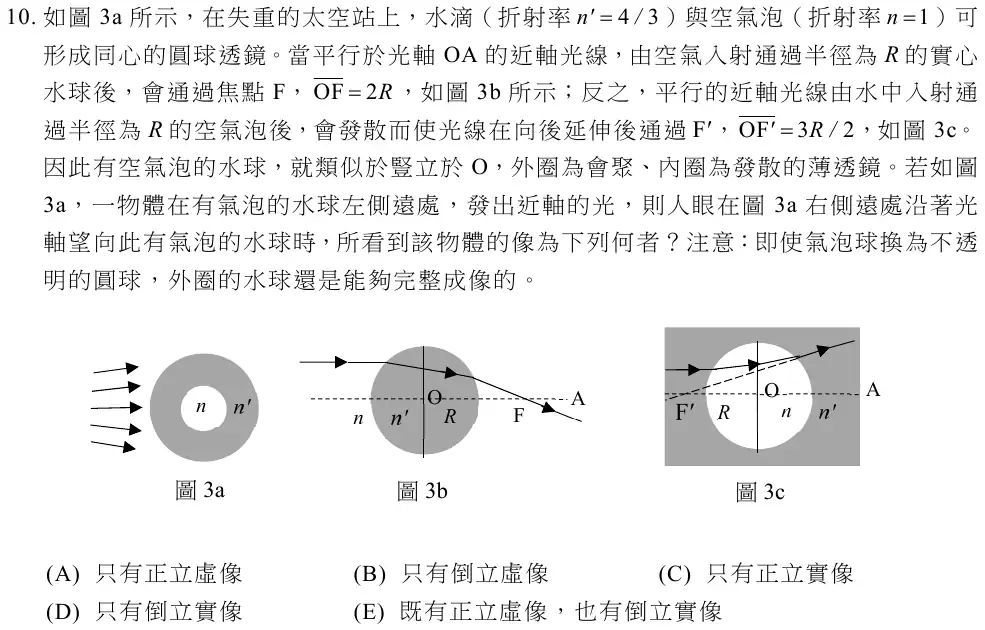 10. 如圖 3a 所示，在失重的太空站上，水滴（折射率 n′ = 4 / 3）與空氣泡（折射率 n = 1）可
形成同心的圓球透鏡。當平行於光軸 OA 的近軸光線，由空氣入射通過半徑為 R 的實心
水球後，會通過焦點 F，OF = 2R，如圖 3b 所示；反之，平行的近軸光線由水中入射通
過半徑為 R 的空氣泡後，會發散而使光線在向後延伸後通過 F′，OF′ = 3R / 2，如圖 3c。
因此有空氣泡的水球，就類似於豎立於 O，外圈為會聚、內圈為發散的薄透鏡。若如圖
3a，一物體在有氣泡的水球左側遠處，發出近軸的光，則人眼在圖 3a 右側遠處沿著光
軸望向此有氣泡的水球時，所看到該物體的像為下列何者？注意：即使氣泡球換為不透
明的圓球，外圈的水球還是能夠完整成像的。
n n′
O A
n n′ R F
O A
F′ R n n′
圖 3a 圖 3b 圖 3c
(A) 只有正立虛像 (B) 只有倒立虛像 (C) 只有正立實像
(D) 只有倒立實像 (E) 既有正立虛像，也有倒立實像